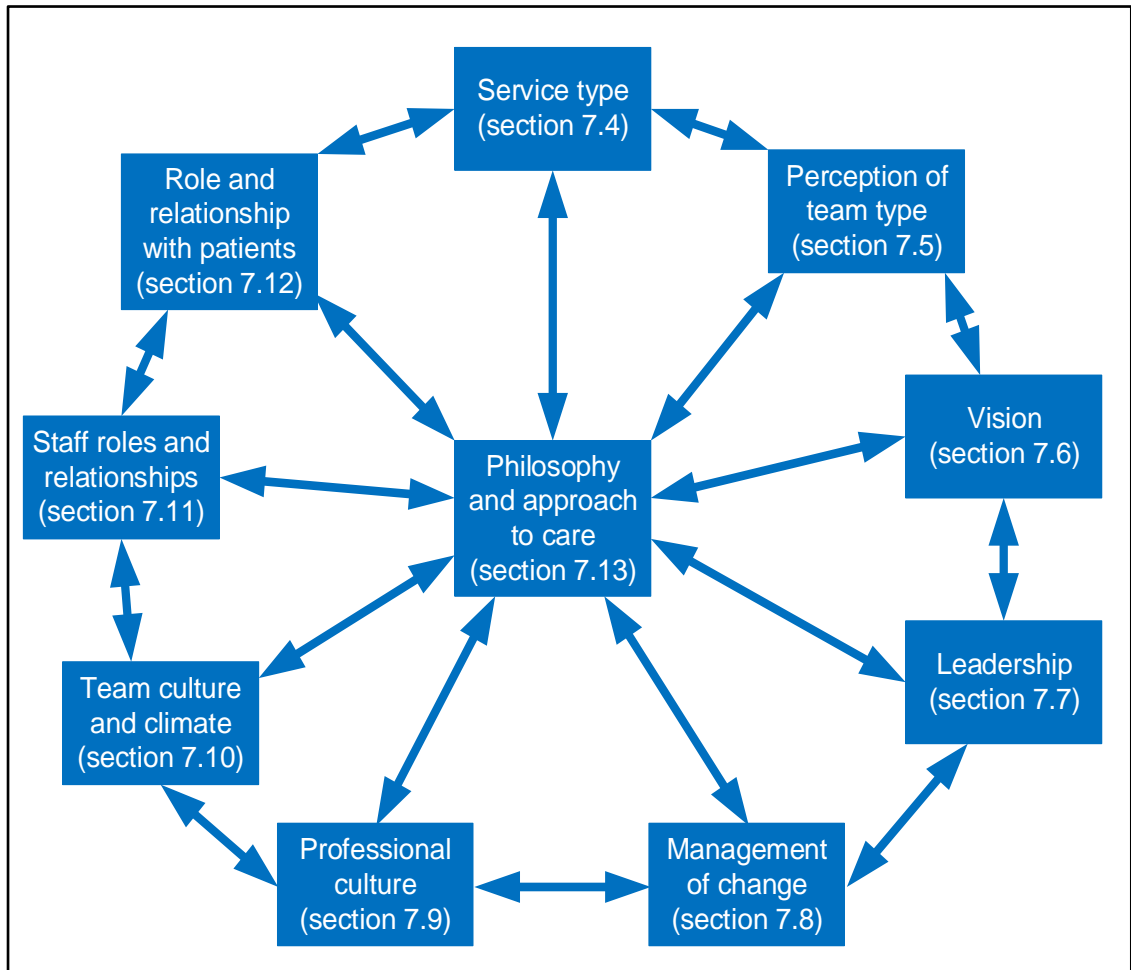 Service type
(section 7.4)
Perception of
team type
(section 7.5)
Vision
(section 7.6)
Leadership
(section 7.7)
Management
of change
(section 7.8)
Professional
culture
(section 7.9)
Team culture
and climate
(section 7.10)
Staff roles and
relationships
(section 7.11)
Role and
relationship
with patients
(section 7.12)
Philosophy
and approach
to care
(section 7.13)